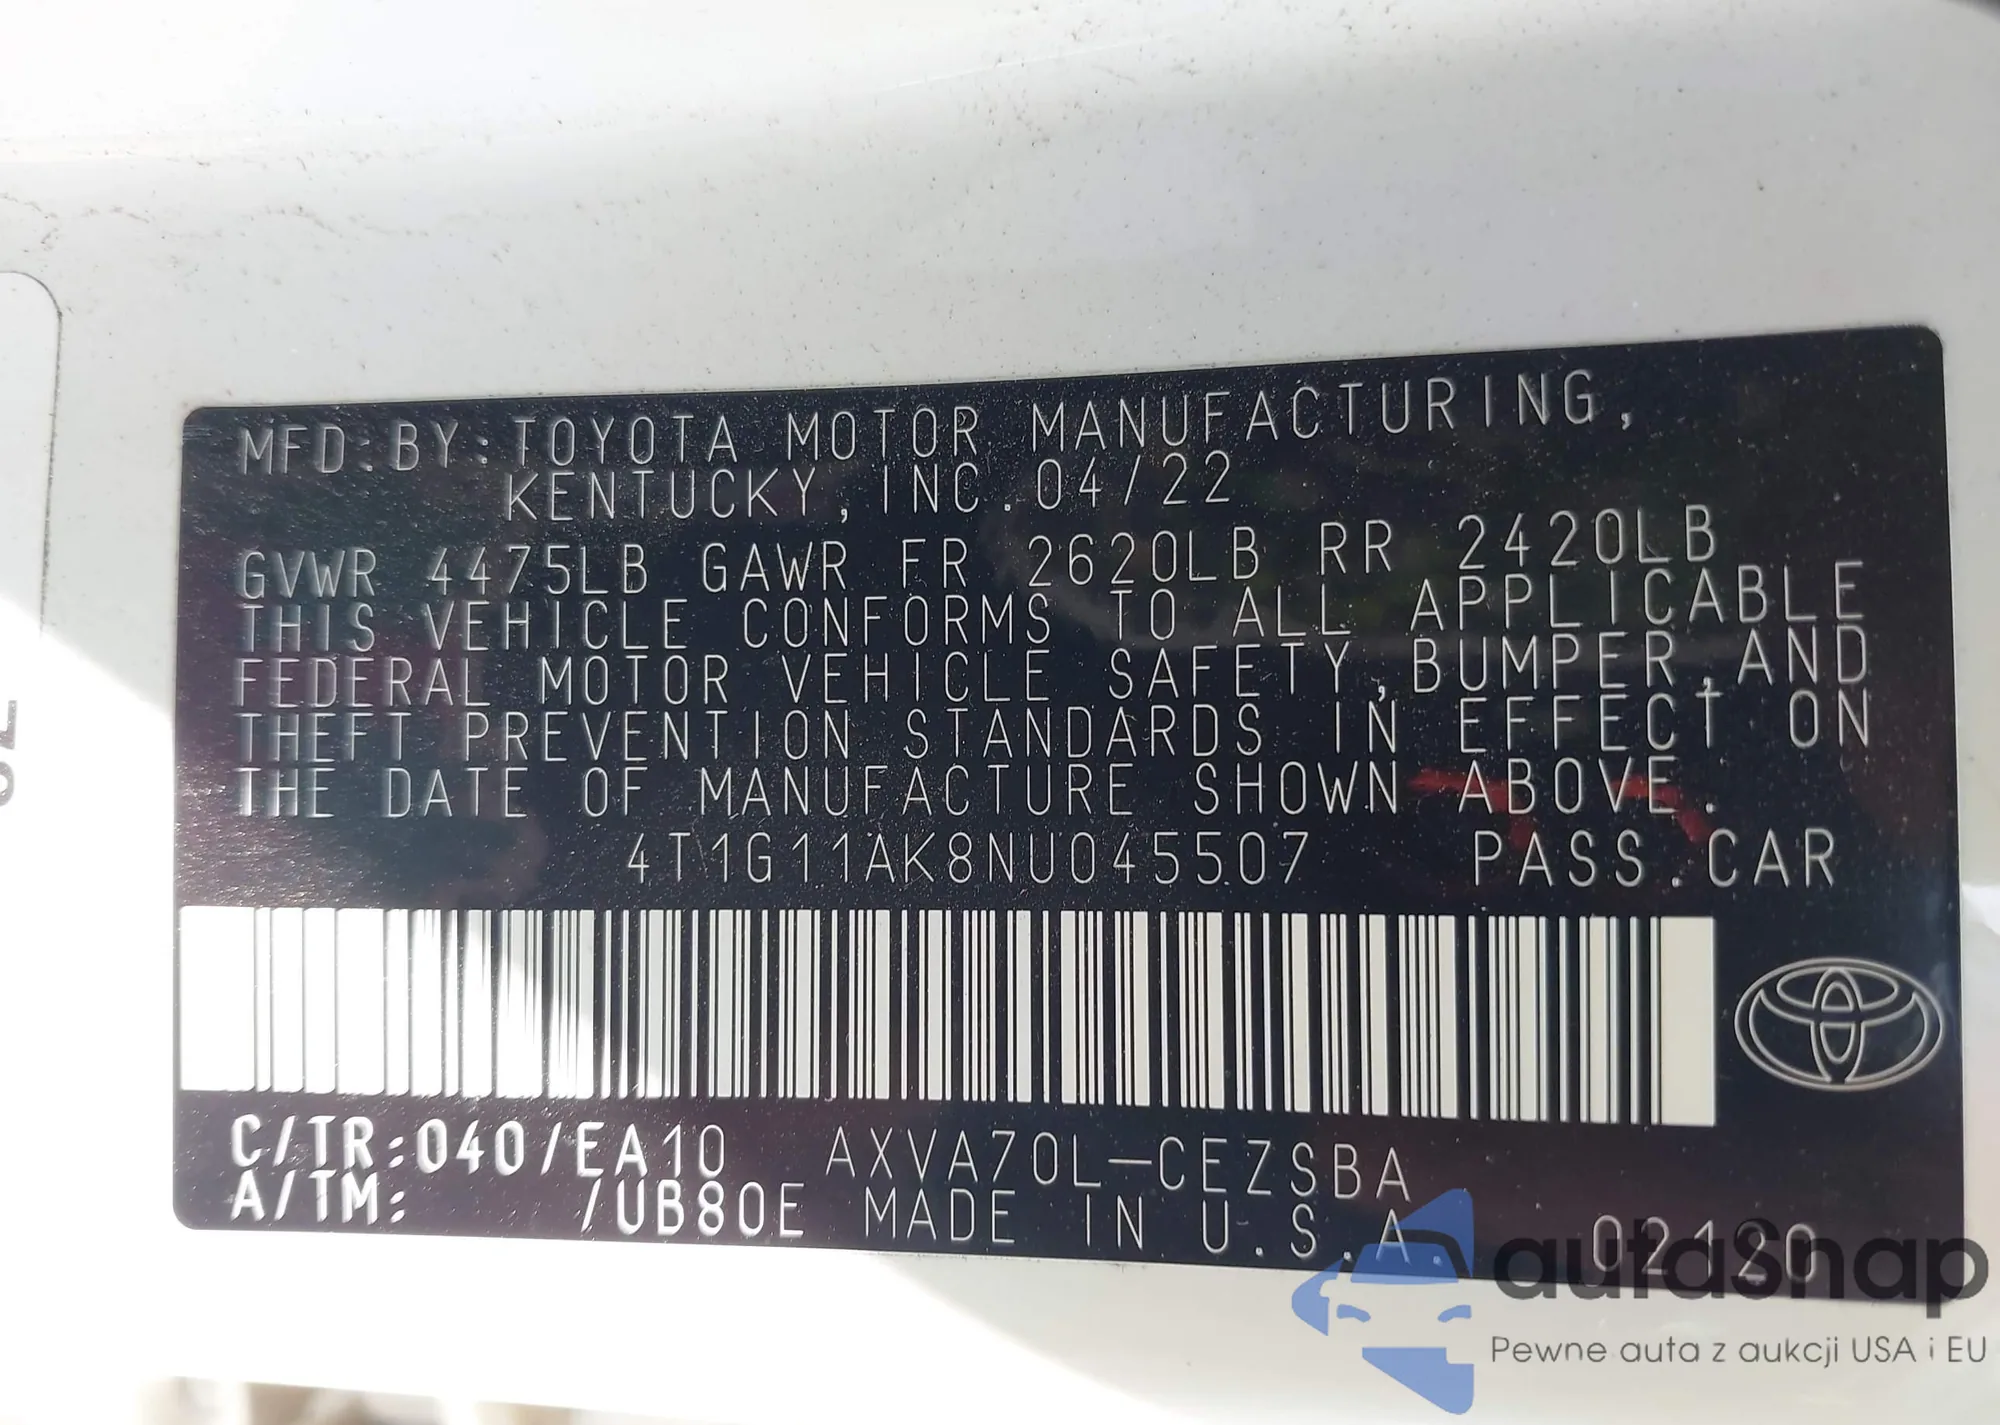 MFD.BY:TOYOTA MOTOR MANUFACTURING,
KENTUCKY,INC.04/22
GVWR 4475LB GAWR FR 2620LB RR 2420LB
THIS VEHICLE CONFORMS TO ALL APPLICABLE
FEDERAL MOTOR VEHICLE SAFETY,BUMPER,AND
THEFT PREVENTION STANDARDS IN EFFECT ON
THE DATE OF MANUFACTURE SHOWN ABOVE.
4T1G11AK8NU045507 PASS.CAR
C/TR:040/EA10 AXVA70L-CEZSBA
A/TM: /UB80E MADE IN U.S.A. 02120
autaSnap
Pewne auta z aukcji USA i EU